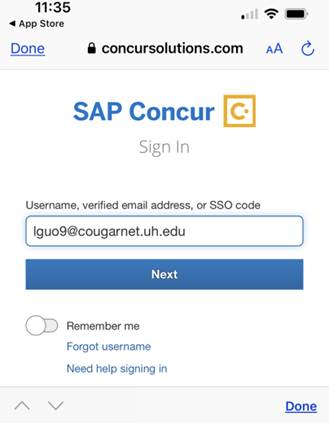 11:35
App Store
Done
concursolutions.com
AA
SAP Concur C.
Sign In
Username, verified email address, or SSO code
lguo9@cougarnet.uh.edu
Next
Remember me
Forgot username
Need help signing in
Done